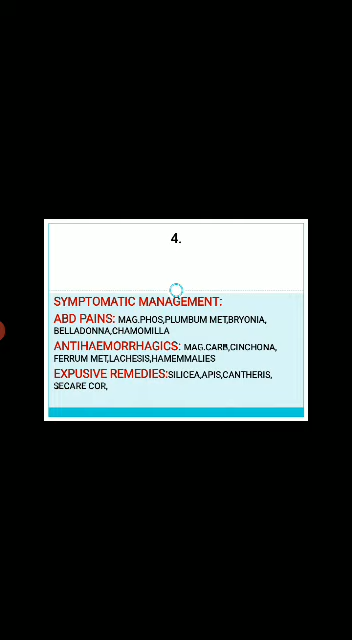 4.
SYMPTOMATIC MANAGEMENT:
ABD PAINS: MAG.PHOS,PLUMBUM MET,BRYONIA,
BELLADONNA,CHAMOMILLA
ANTIHAEMORRHAGICS: MAG.CARB,CINCHONA,
FERRUM MET,LACHESIS,HAMEMMALIES
EXPUSIVE REMEDIES:SILICEA,APIS,CANTHERIS,
SECARE COR,